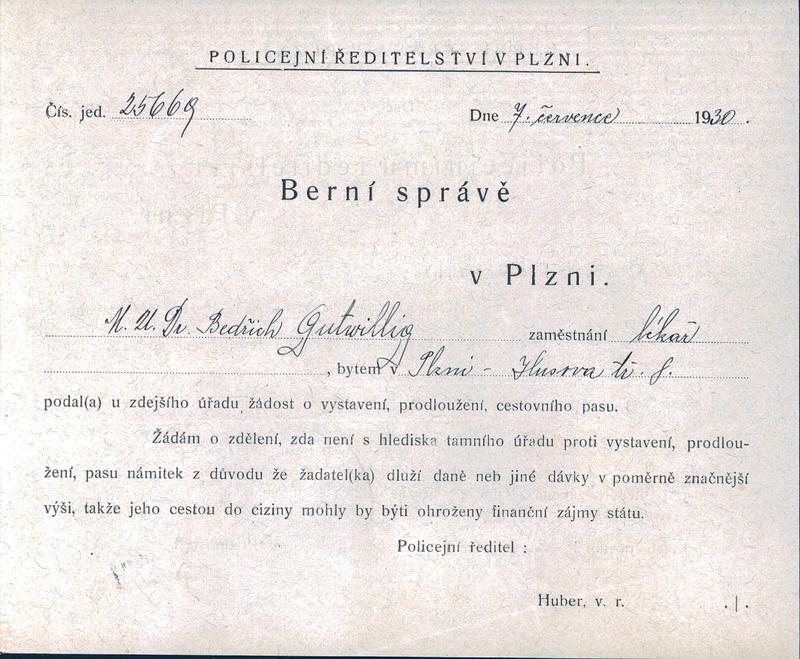 POLICEJNÍ ŘEDITELSTVÍ V PLZNI.
Čís. jed. 25669 Dne 7. července 1930.
Berní správě
v Plzni.
M. U. Dr. Bedřich Gutwillig zaměstnání lékař
, bytem v Plzni - Husova tř. 8.
podal(a) u zdejšího úřadu žádost o vystavení, prodloužení, cestovního pasu.
Žádám o zdělení, zda není s hlediska tamního úřadu proti vystavení, prodlou-
žení, pasu námitek z důvodu že žadatel(ka) dluží daně neb jiné dávky v poměrně značnější
výši, takže jeho cestou do ciziny mohly by býti ohroženy finanční zájmy státu.
Policejní ředitel :
Huber, v. r. .|.